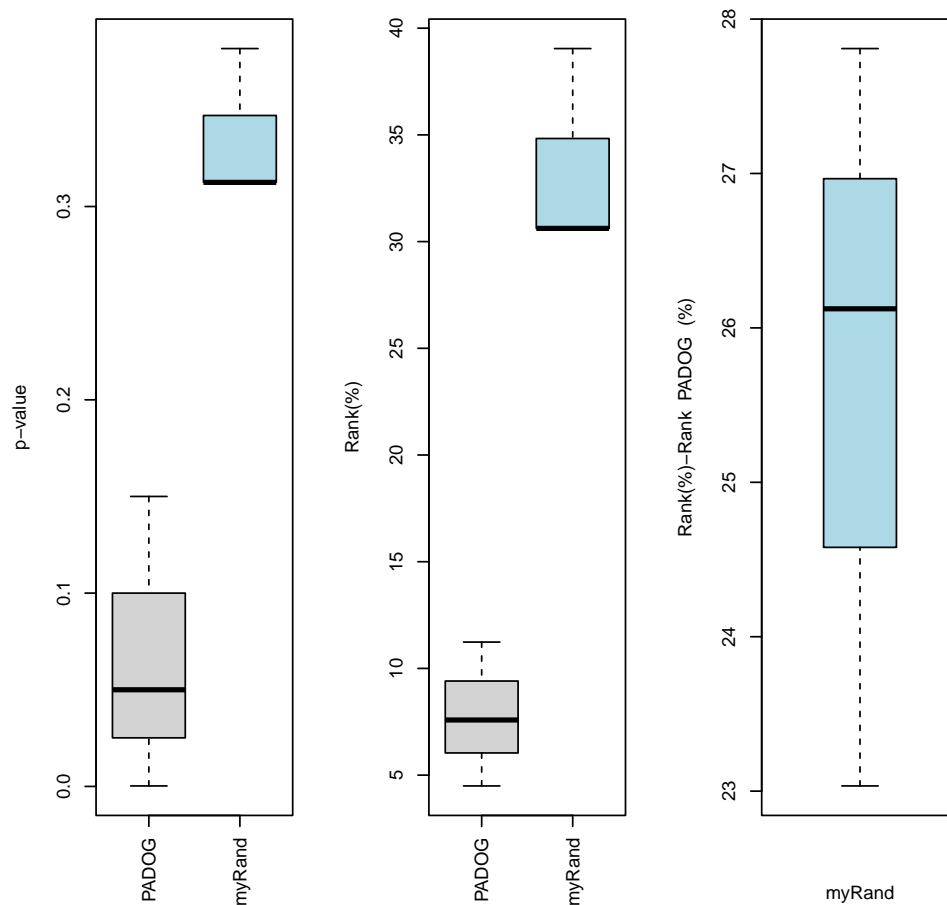 p−value
0.0
0.1
0.2
0.3
PADOG
myRand
Rank(%)
5
10
15
20
25
30
35
40
PADOG
myRand
Rank(%)−Rank PADOG (%)
23
24
25
26
27
28
myRand